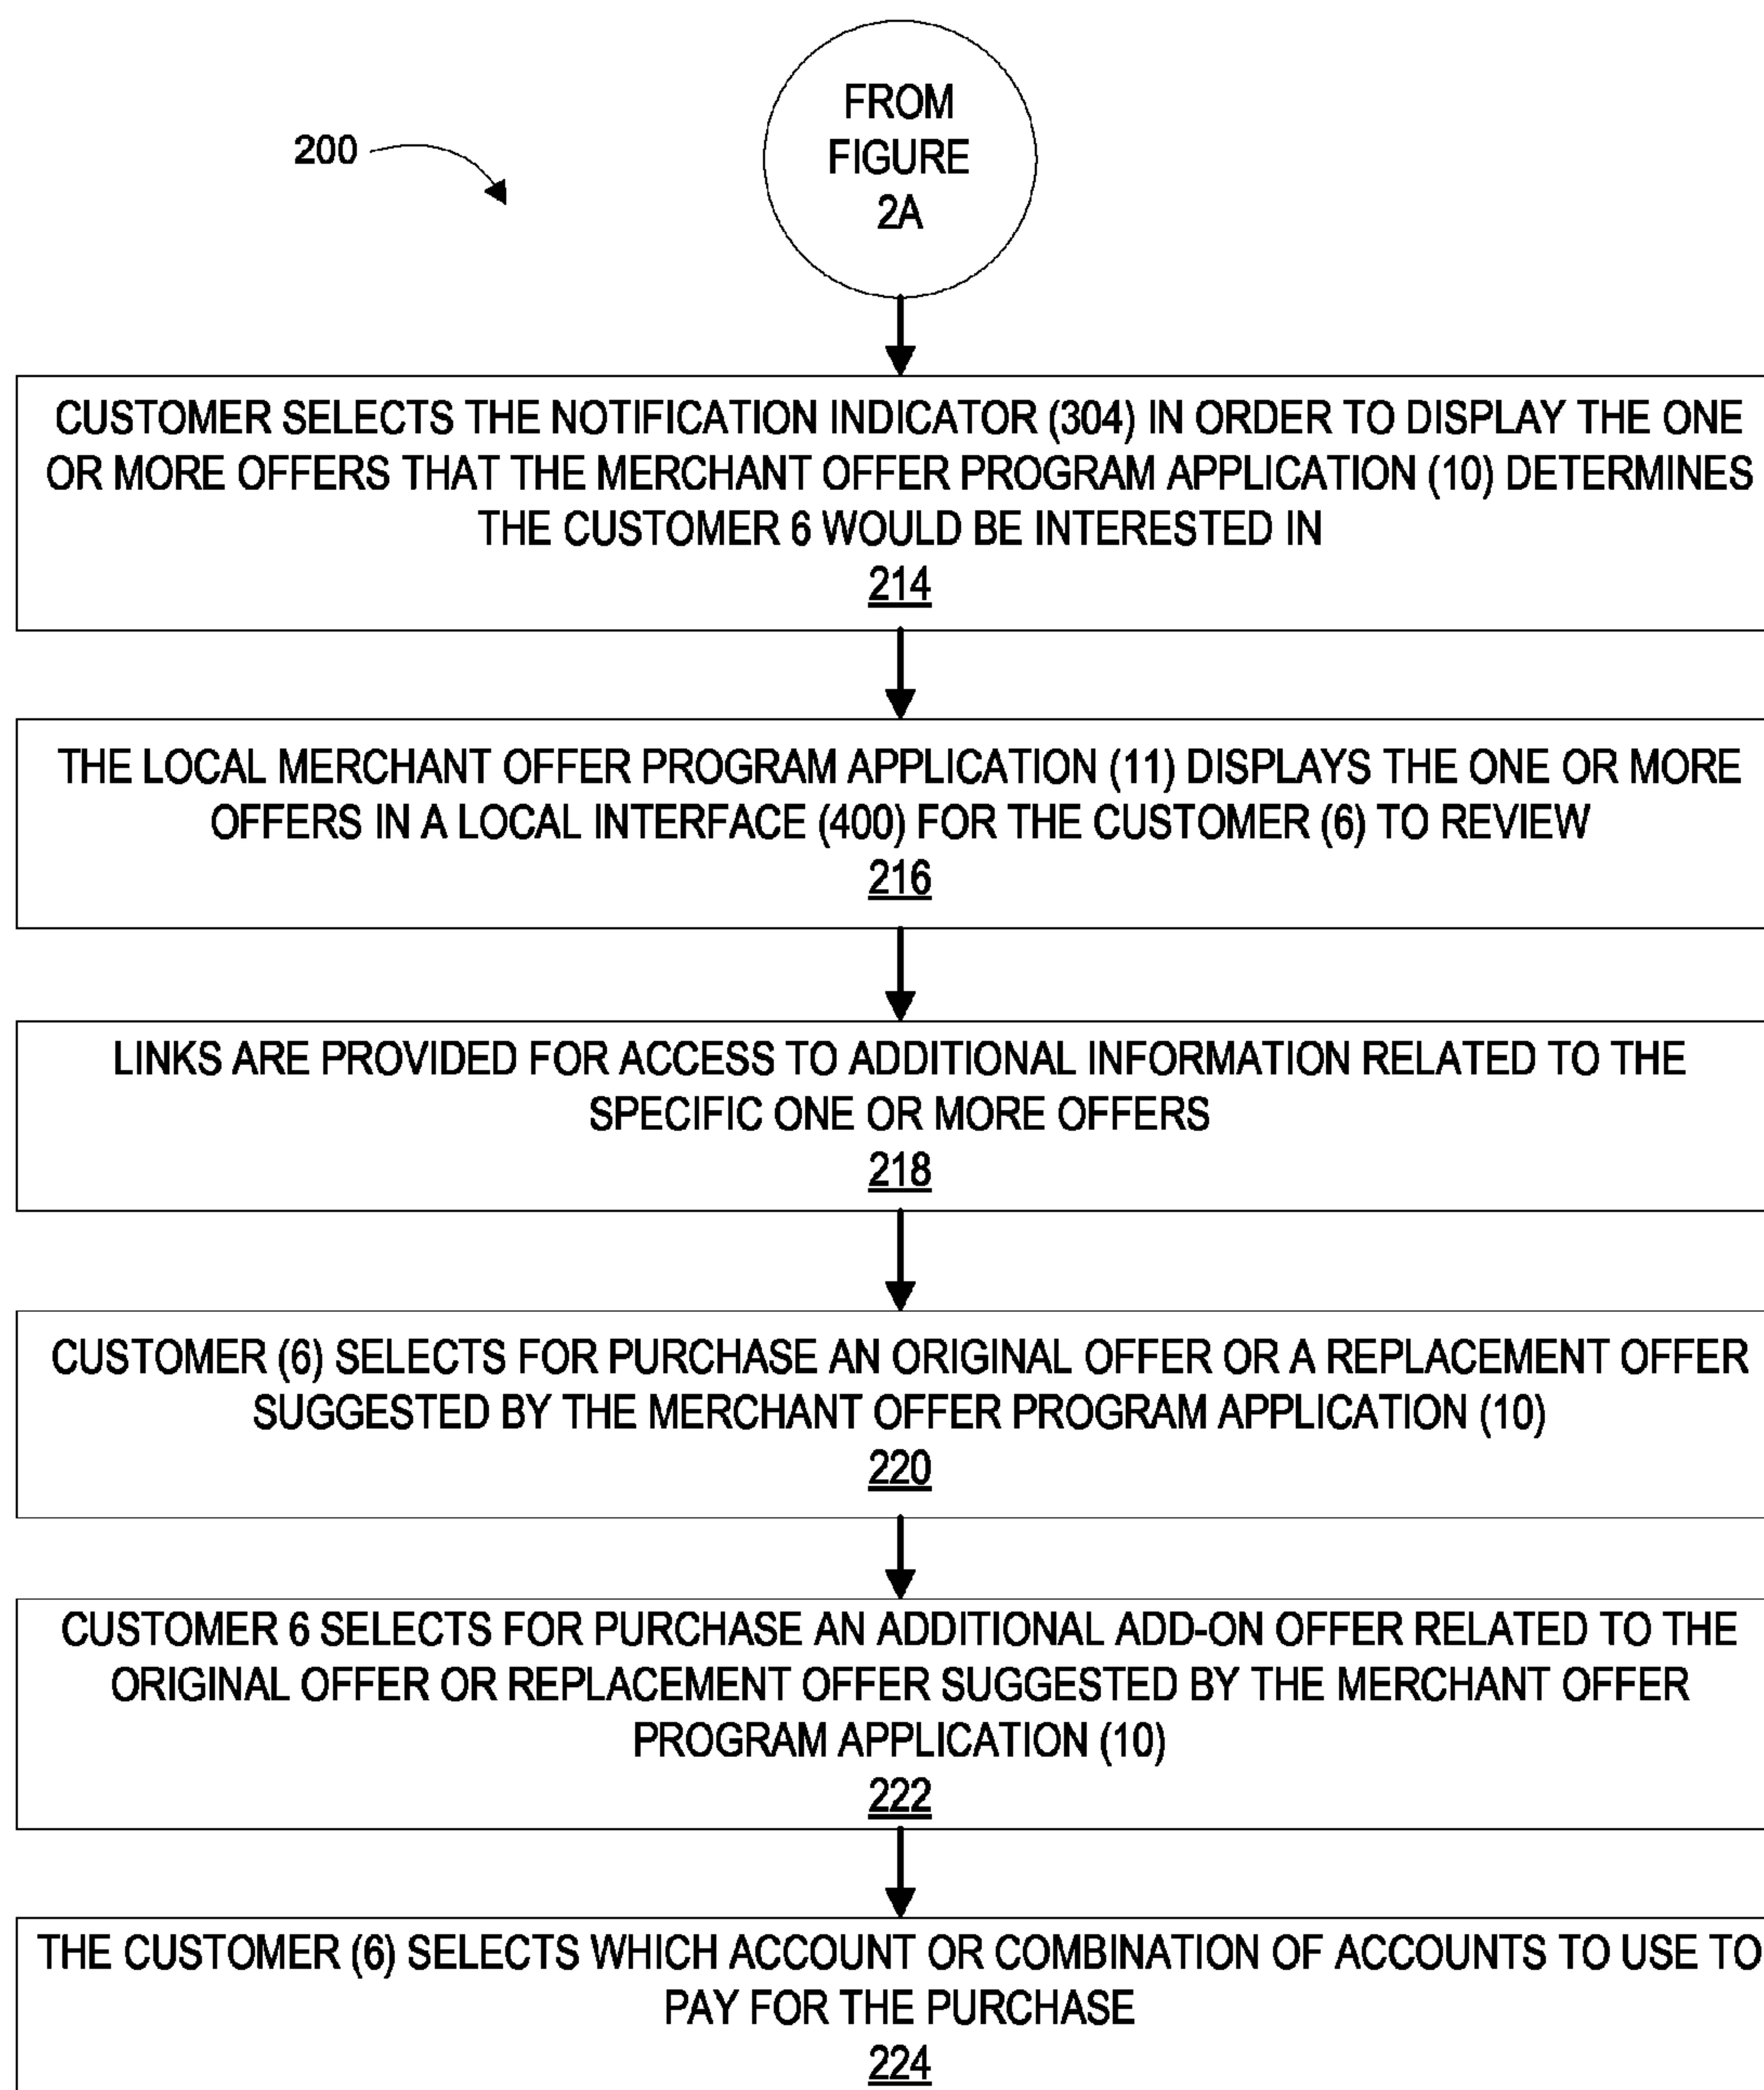 FROM
FIGURE
2A
200
CUSTOMER SELECTS THE NOTIFICATION INDICATOR (304) IN ORDER TO DISPLAY THE ONE
OR MORE OFFERS THAT THE MERCHANT OFFER PROGRAM APPLICATION (10) DETERMINES
THE CUSTOMER 6 WOULD BE INTERESTED IN
214
THE LOCAL MERCHANT OFFER PROGRAM APPLICATION (11) DISPLAYS THE ONE OR MORE
OFFERS IN A LOCAL INTERFACE (400) FOR THE CUSTOMER (6) TO REVIEW
216
LINKS ARE PROVIDED FOR ACCESS TO ADDITIONAL INFORMATION RELATED TO THE
SPECIFIC ONE OR MORE OFFERS
218
CUSTOMER (6) SELECTS FOR PURCHASE AN ORIGINAL OFFER OR A REPLACEMENT OFFER
SUGGESTED BY THE MERCHANT OFFER PROGRAM APPLICATION (10)
220
CUSTOMER 6 SELECTS FOR PURCHASE AN ADDITIONAL ADD-ON OFFER RELATED TO THE
ORIGINAL OFFER OR REPLACEMENT OFFER SUGGESTED BY THE MERCHANT OFFER
PROGRAM APPLICATION (10)
222
THE CUSTOMER (6) SELECTS WHICH ACCOUNT OR COMBINATION OF ACCOUNTS TO USE TO
PAY FOR THE PURCHASE
224